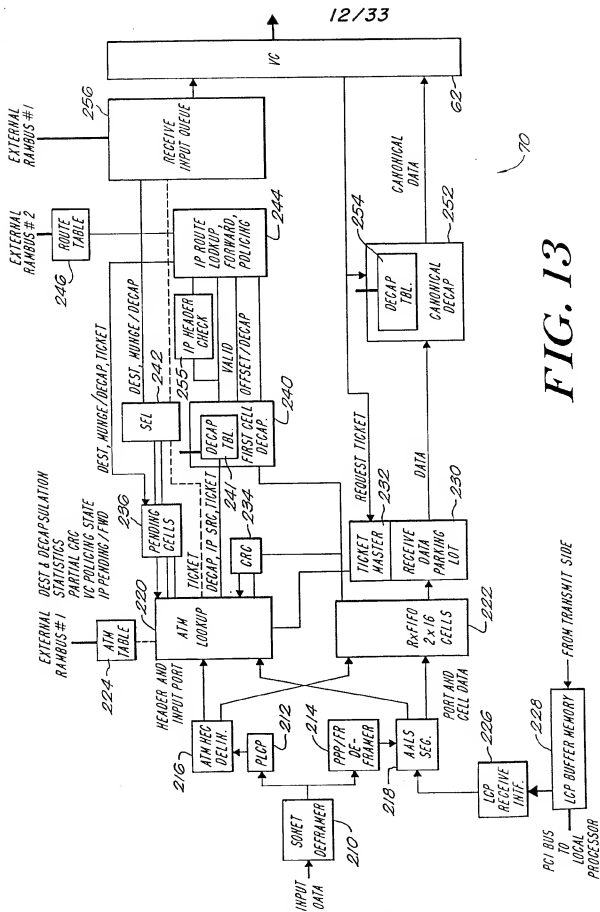 12/33
EXTERNAL
RAMBUS #1
EXTERNAL
RAMBUS #2
256
RECEIVE
INPUT QUEUE
VC
62
ROUTE
TABLE
246
244
IP ROUTE
LOOKUP,
FORWARD,
POLICING
DEST, MUNGE/DECAP
DEST, MUNGE/DECAP, TICKET
242
SEL
IP HEADER
CHECK
255
VALID
OFFSET/DECAP
240
DECAP
TBL.
FIRST CELL
DECAP.
241
DEST & DECAPSULATION
STATISTICS
PARTIAL CRC
VC POLICING STATE
IP PENDING/FWD
236
PENDING
CELLS
TICKET
DECAP, IP SRC, TICKET
234
CRC
EXTERNAL
RAMBUS #1
220
ATM
TABLE
224
ATM
LOOKUP
HEADER AND
INPUT PORT
REQUEST TICKET
232
TICKET
MASTER
RECEIVE
DATA
PARKING
LOT
230
DATA
254
DECAP
TBL.
CANONICAL
DECAP
252
CANONICAL
DATA
70
222
RxFIFO
2x16
CELLS
PORT AND
CELL DATA
216
ATM HEC
DELIN.
PLCP
212
214
PPP/FR
DE-
FRAMER
AAL5
SEG.
218
SONET
DEFRAMER
210
INPUT
DATA
226
LCP
RECEIVE
INTF.
228
LCP BUFFER MEMORY
FROM TRANSMIT SIDE
PCI BUS
TO
LOCAL
PROCESSOR
FIG. 13